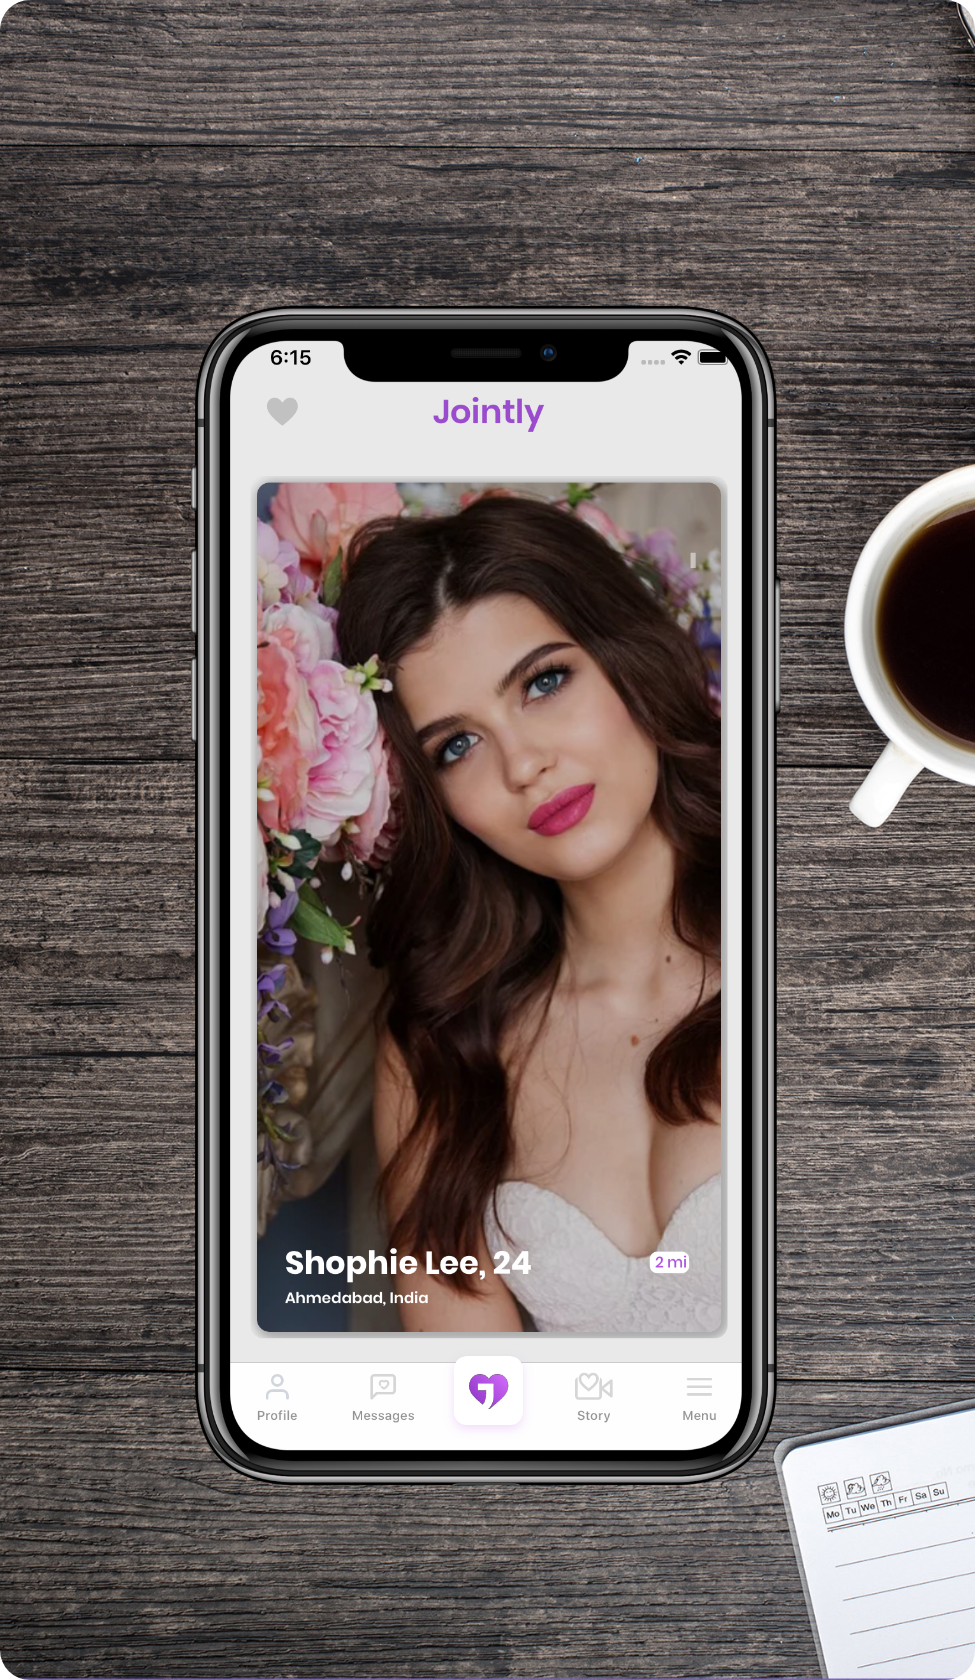 6:15
Jointly
Shophie Lee, 24
2 mi
Ahmedabad, India
Profile
Messages
Story
Menu
Mo Tu We Th Fr Sa Su